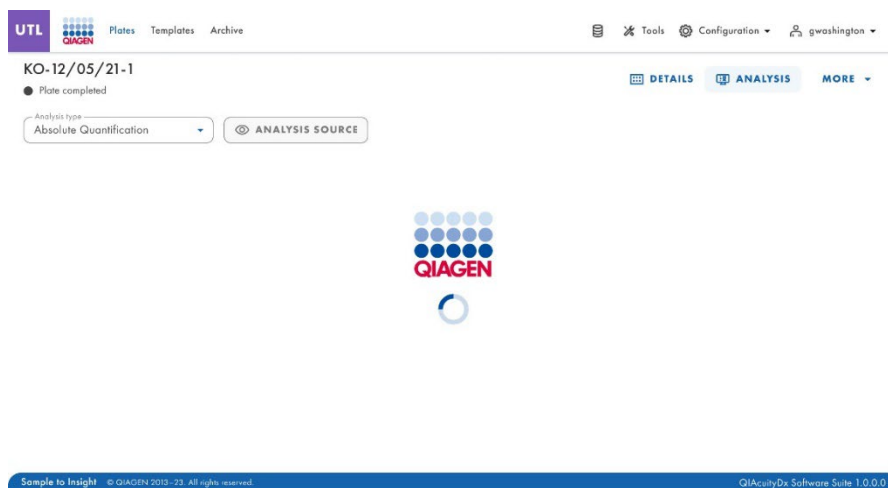 UTL
QIAGEN
Plates Templates Archive
Tools Configuration gwashington
KO-12/05/21-1
Plate completed
DETAILS ANALYSIS MORE
Analysis type
Absolute Quantification
ANALYSIS SOURCE
QIAGEN
Sample to Insight © QIAGEN 2013–23. All rights reserved. QIAcuityDx Software Suite 1.0.0.0